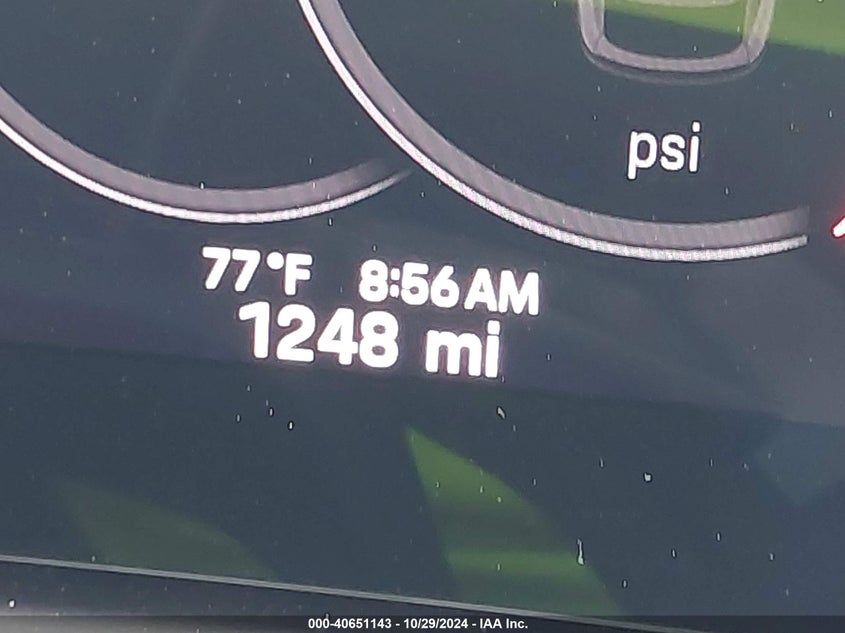 psi
77°F 8:56AM
1248 mi
000-40651143 - 10/29/2024 - IAA Inc.